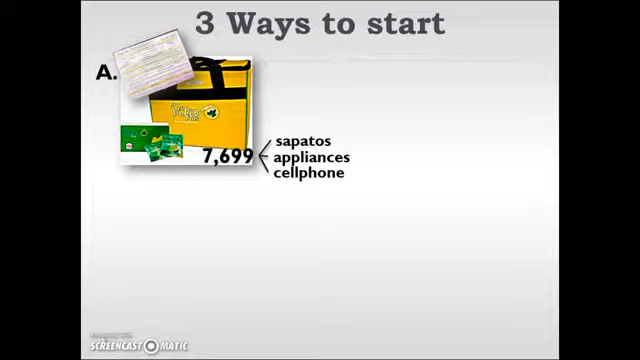 3 Ways to start
A.
7,699
sapatos
appliances
cellphone
SCREENCAST O MATIC